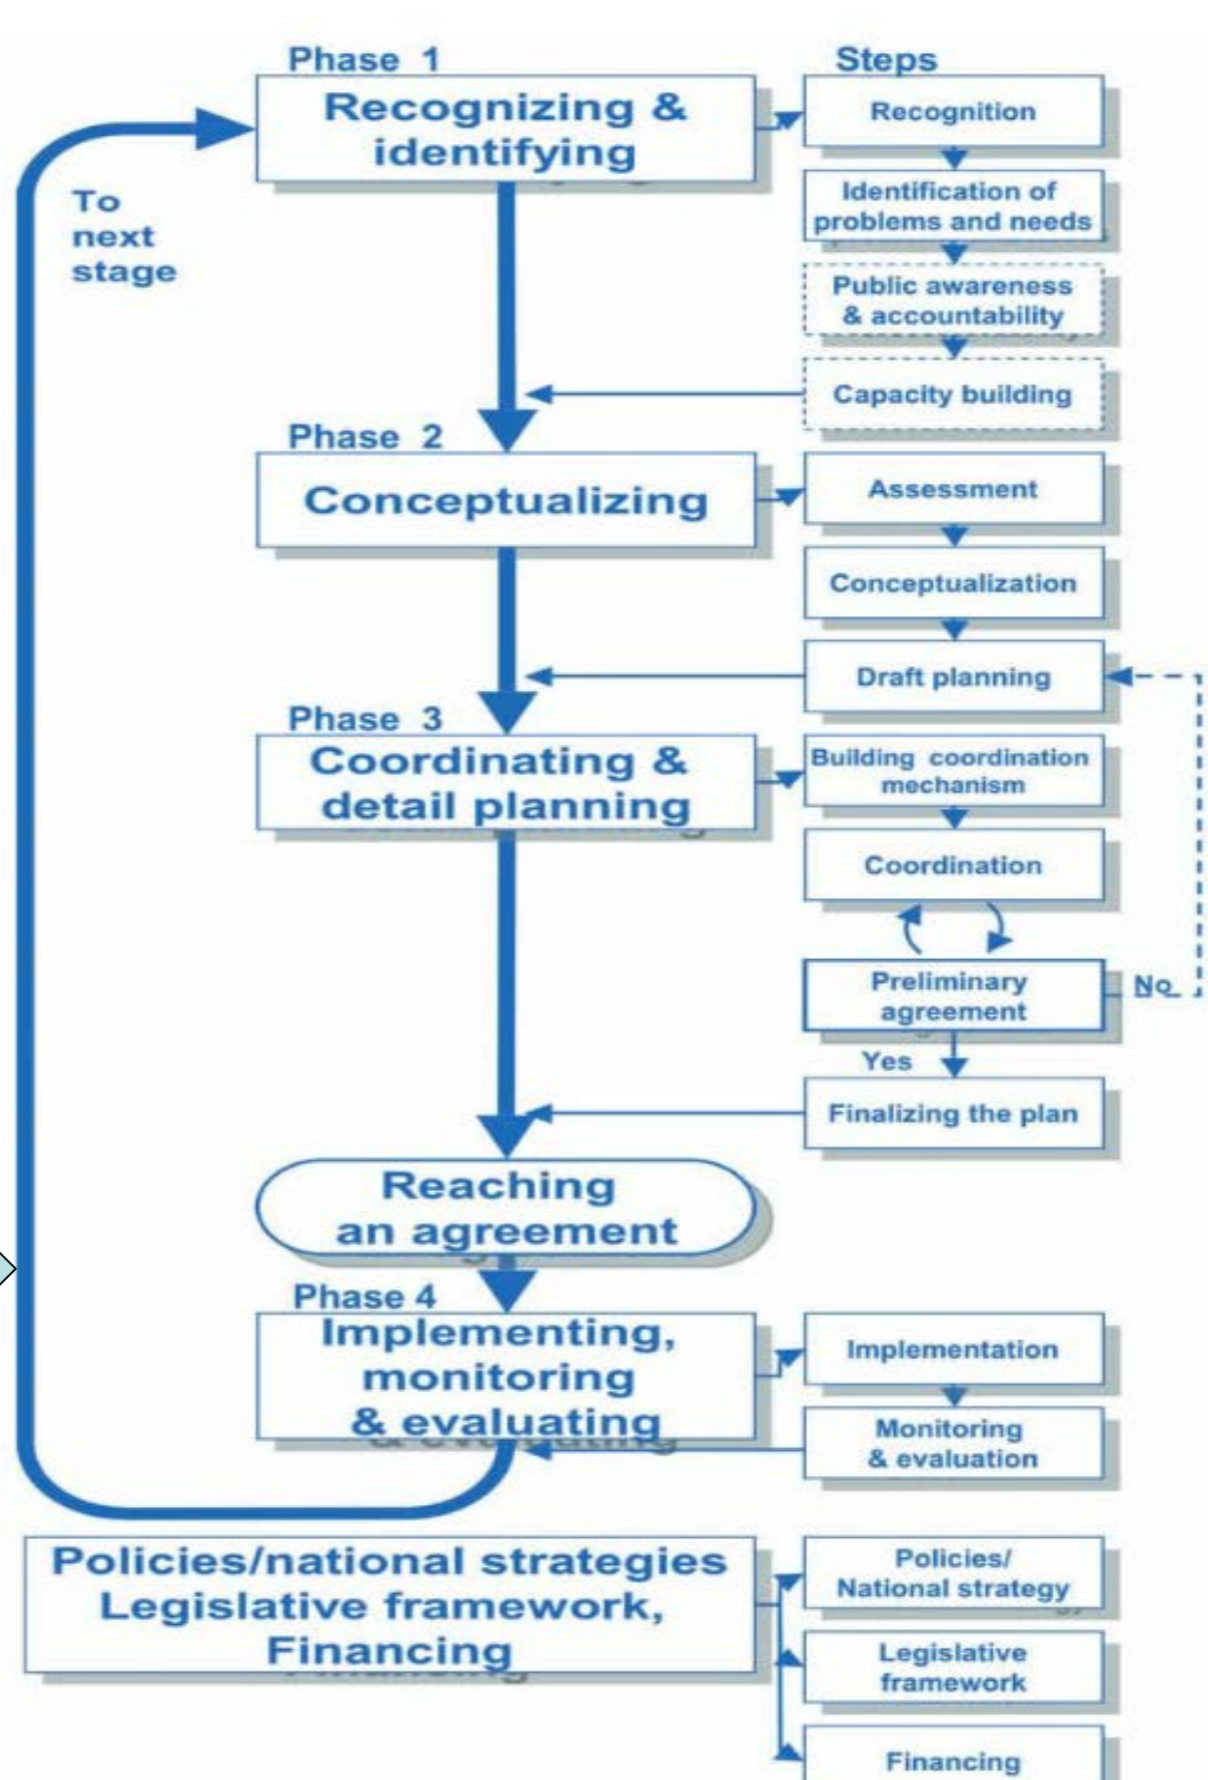 Phase 1
Steps
Recognizing &
identifying
Recognition
To
next
stage
Identification of
problems and needs
Public awareness
& accountability
Capacity building
Phase 2
Conceptualizing
Assessment
Conceptualization
Draft planning
Phase 3
Coordinating &
detail planning
Building coordination
mechanism
Coordination
Preliminary
agreement
No
Yes
Finalizing the plan
Reaching
an agreement
Phase 4
Implementing,
monitoring
& evaluating
Implementation
Monitoring
& evaluation
Policies/national strategies
Legislative framework,
Financing
Policies/
National strategy
Legislative
framework
Financing